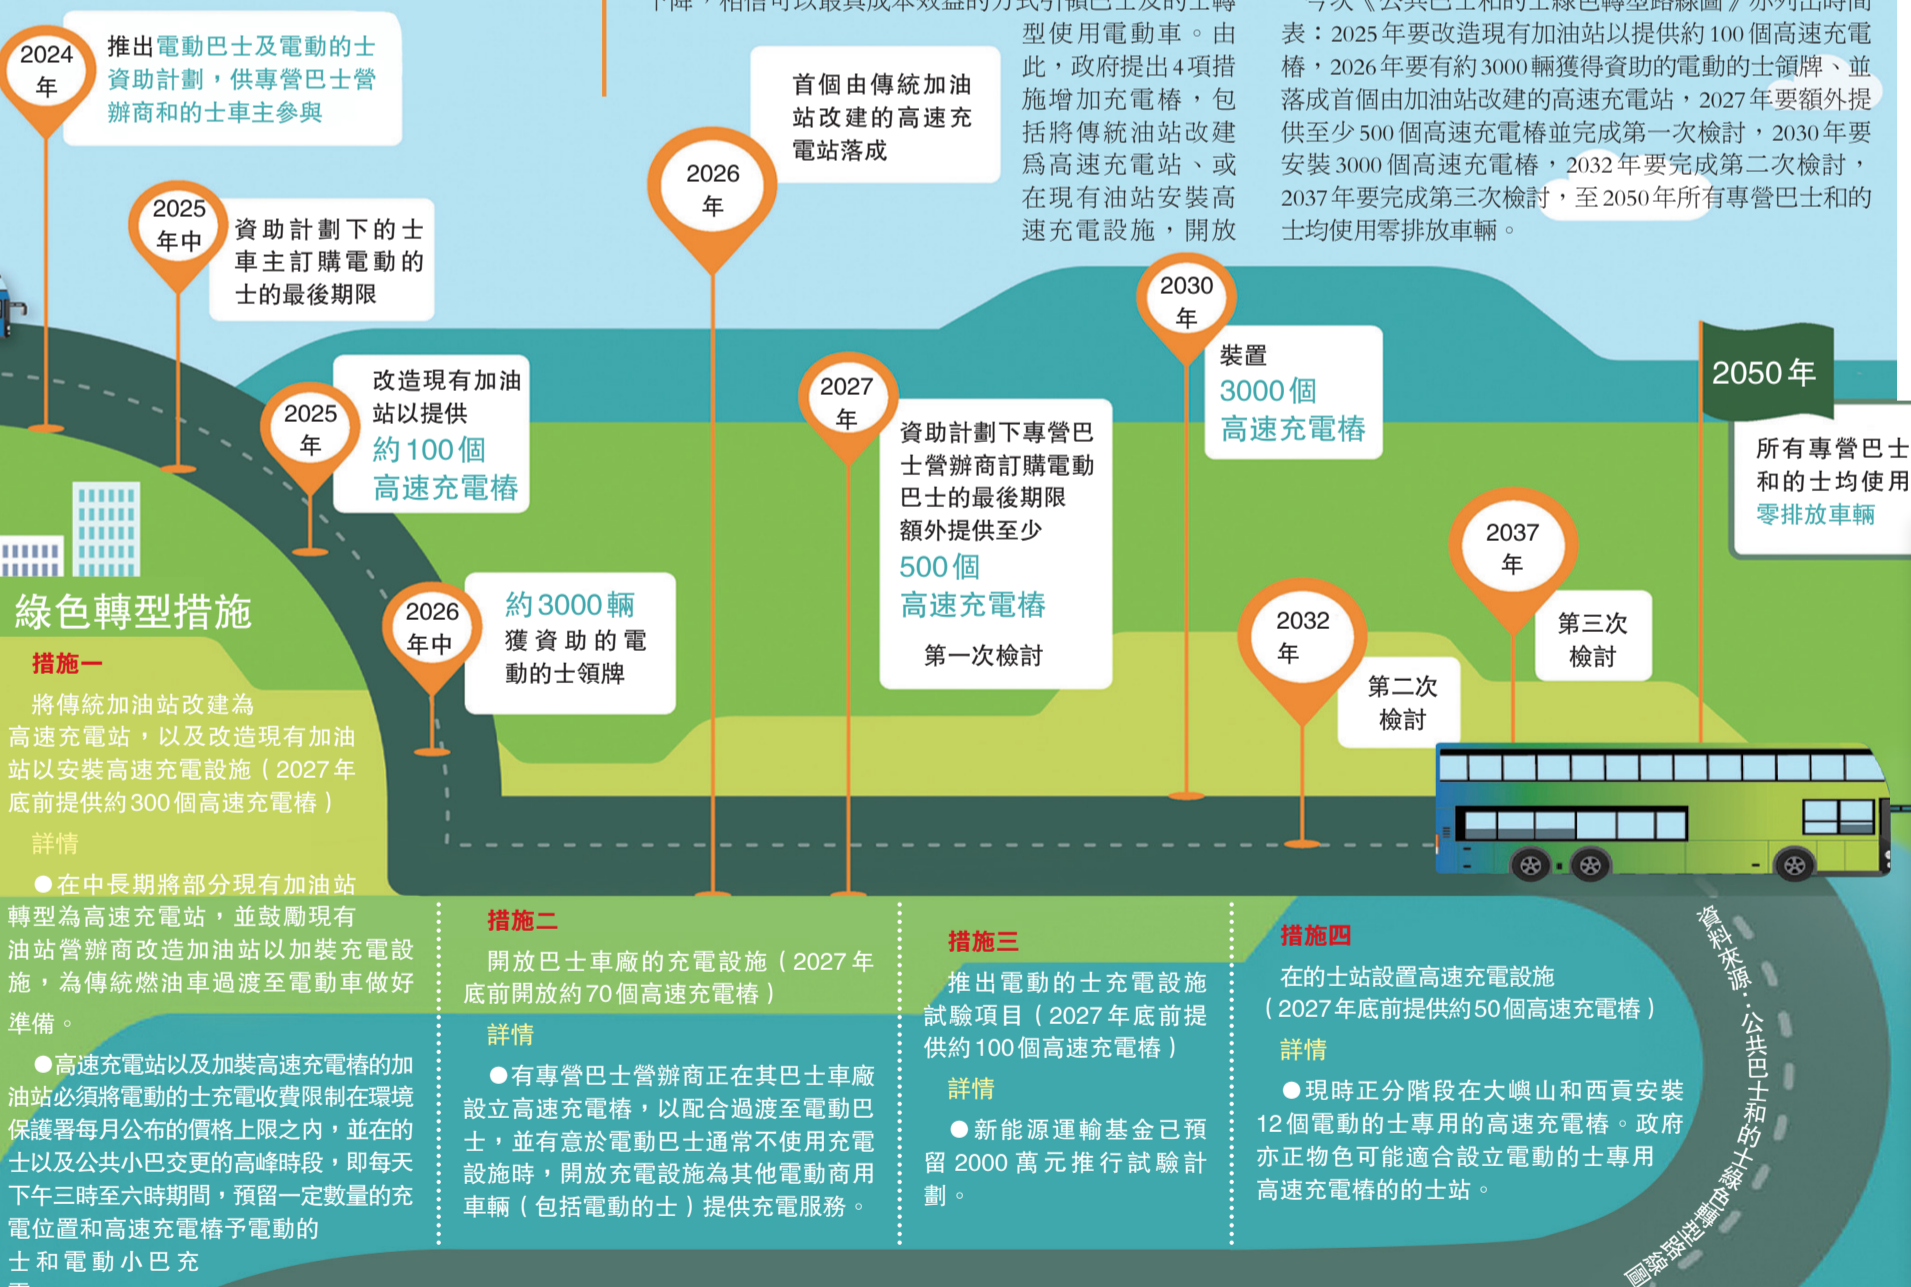 下降，相信可以最具成本效益的方式引領巴士及的士轉
型使用電動車。由
此，政府提出4項措
施增加充電樁，包
括將傳統油站改建
爲高速充電站、或
在現有油站安裝高
速充電設施，開放
今次《公共巴士和的士綠色轉型路線圖》亦列出時間
表：2025年要改造現有加油站以提供約100個高速充電
樁，2026年要有約3000輛獲得資助的電動的士領牌、並
落成首個由加油站改建的高速充電站，2027年要額外提
供至少500個高速充電樁並完成第一次檢討，2030年要
安裝3000個高速充電樁，2032年要完成第二次檢討，
2037年要完成第三次檢討，至2050年所有專營巴士和的
士均使用零排放車輛。
2024
年
推出電動巴士及電動的士
資助計劃，供專營巴士營
辦商和的士車主參與
2025
年中
資助計劃下的士
車主訂購電動的
士的最後期限
2025
年
改造現有加油
站以提供
約100個
高速充電樁
2026
年中
約3000輛
獲資助的電
動的士領牌
2026
年
首個由傳統加油
站改建的高速充
電站落成
2027
年
資助計劃下專營巴
士營辦商訂購電動
巴士的最後期限
額外提供至少
500個
高速充電樁
第一次檢討
2030
年
裝置
3000個
高速充電樁
2032
年
第二次
檢討
2037
年
第三次
檢討
2050年
所有專營巴士
和的士均使用
零排放車輛
綠色轉型措施
措施一
將傳統加油站改建為
高速充電站，以及改造現有加油
站以安裝高速充電設施（2027年
底前提供約300個高速充電樁）
詳情
●在中長期將部分現有加油站
轉型為高速充電站，並鼓勵現有
油站營辦商改造加油站以加裝充電設
施，為傳統燃油車過渡至電動車做好
準備。
●高速充電站以及加裝高速充電樁的加
油站必須將電動的士充電收費限制在環境
保護署每月公布的價格上限之內，並在的
士以及公共小巴交更的高峰時段，即每天
下午三時至六時期間，預留一定數量的充
電位置和高速充電樁予電動的
士和電動小巴充
措施二
開放巴士車廠的充電設施（2027年
底前開放約70個高速充電樁）
詳情
●有專營巴士營辦商正在其巴士車廠
設立高速充電樁，以配合過渡至電動巴
士，並有意於電動巴士通常不使用充電
設施時，開放充電設施為其他電動商用
車輛（包括電動的士）提供充電服務。
措施三
推出電動的士充電設施
試驗項目（2027年底前提
供約100個高速充電樁）
詳情
●新能源運輸基金已預
留2000萬元推行試驗計
劃。
措施四
在的士站設置高速充電設施
（2027年底前提供約50個高速充電樁）
詳情
●現時正分階段在大嶼山和西貢安裝
12個電動的士專用的高速充電樁。政府
亦正物色可能適合設立電動的士專用
高速充電樁的的士站。
資料來源：公共巴士和的士綠色轉型路線圖